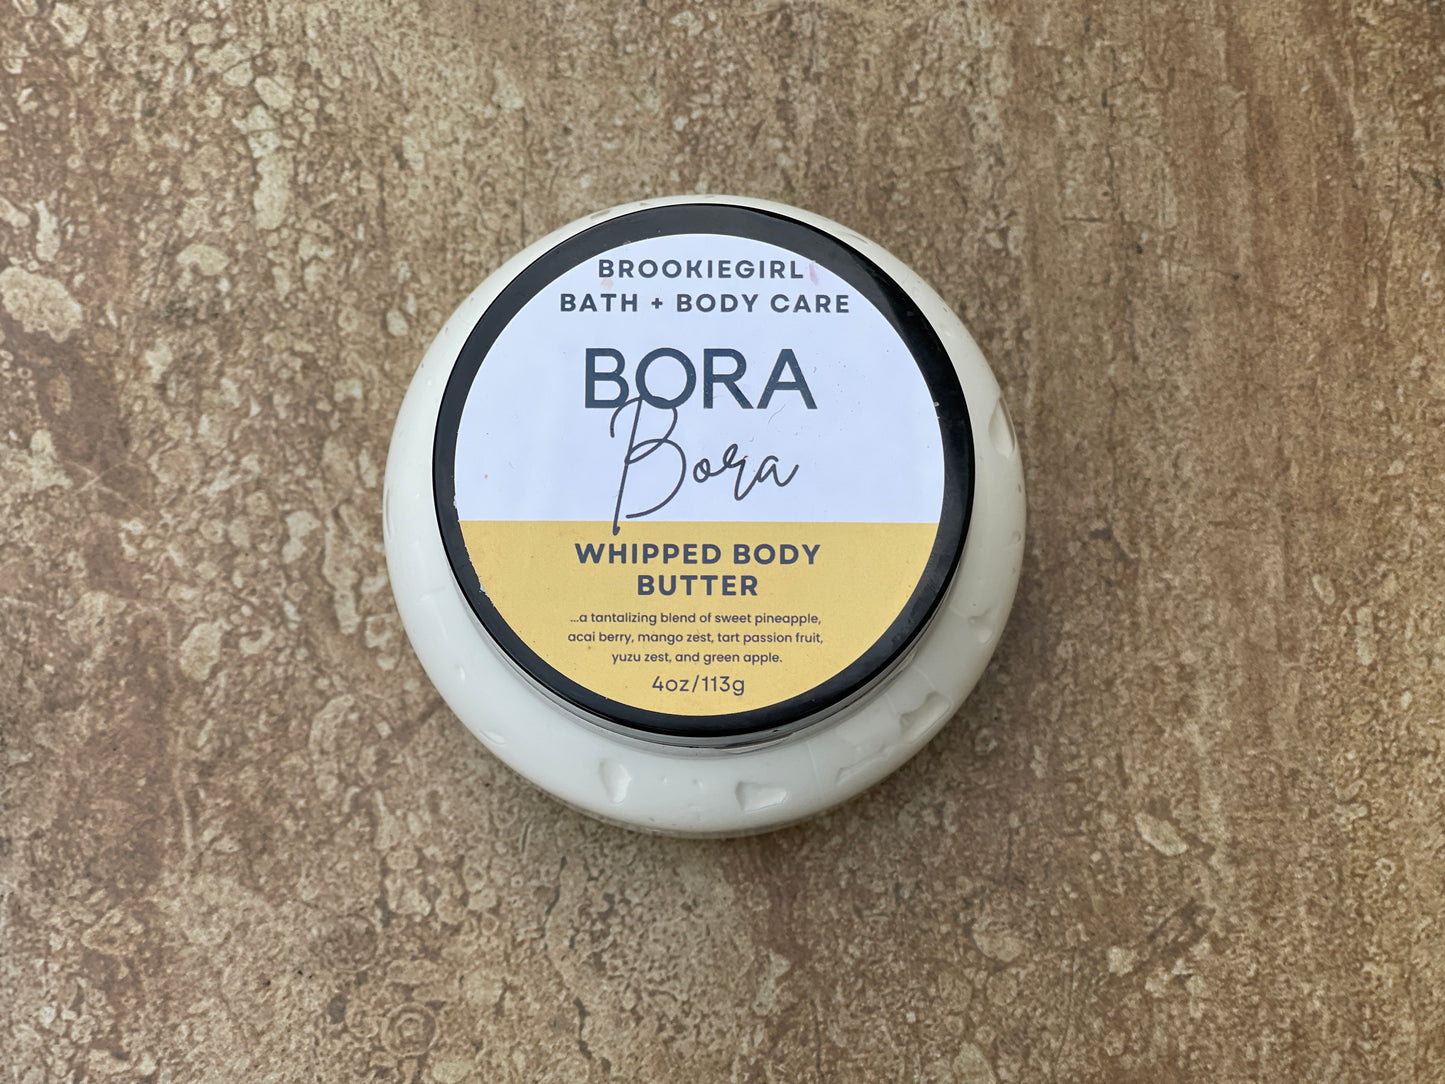 BROOKIEGIRL
BATH + BODY CARE
BORA
Bora
WHIPPED BODY
BUTTER
...a tantalizing blend of sweet pineapple,
acai berry, mango zest, tart passion fruit,
yuzu zest, and green apple.
4oz/113g